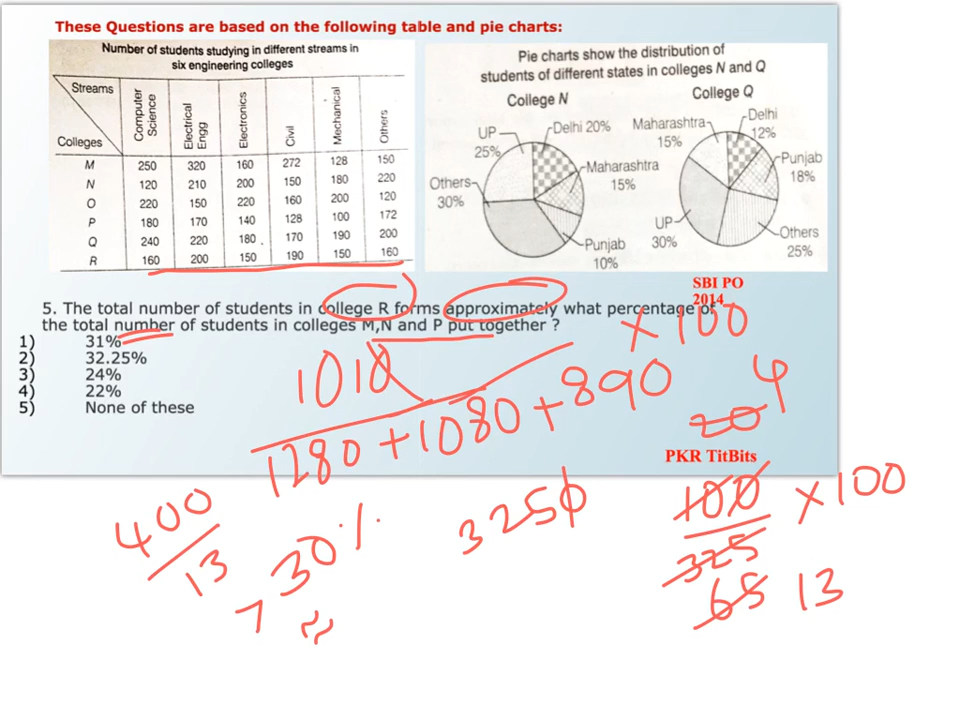 These Questions are based on the following table and pie charts:
Number of students studying in different streams in
six engineering colleges
Streams
Colleges
Computer Science
Electrical Engg
Electronics
Civil
Mechanical
Others
M 250 320 160 272 128 150
N 120 210 200 150 180 220
O 220 150 220 160 200 120
P 180 170 140 128 100 172
Q 240 220 180 170 190 200
R 160 200 150 190 150 160
Pie charts show the distribution of
students of different states in colleges N and Q
College N
UP 25%
Delhi 20%
Maharashtra 15%
Others 30%
Punjab 10%
College Q
Maharashtra 15%
Delhi 12%
Punjab 18%
UP 30%
Others 25%
SBI PO
2014
5. The total number of students in college R forms approximately what percentage of
the total number of students in colleges M,N and P put together ?
1) 31%
2) 32.25%
3) 24%
4) 22%
5) None of these
1010
× 100
1280 + 1080 + 890
20 4
PKR TitBits
400
13
30%
3250
100 × 100
325
65 13